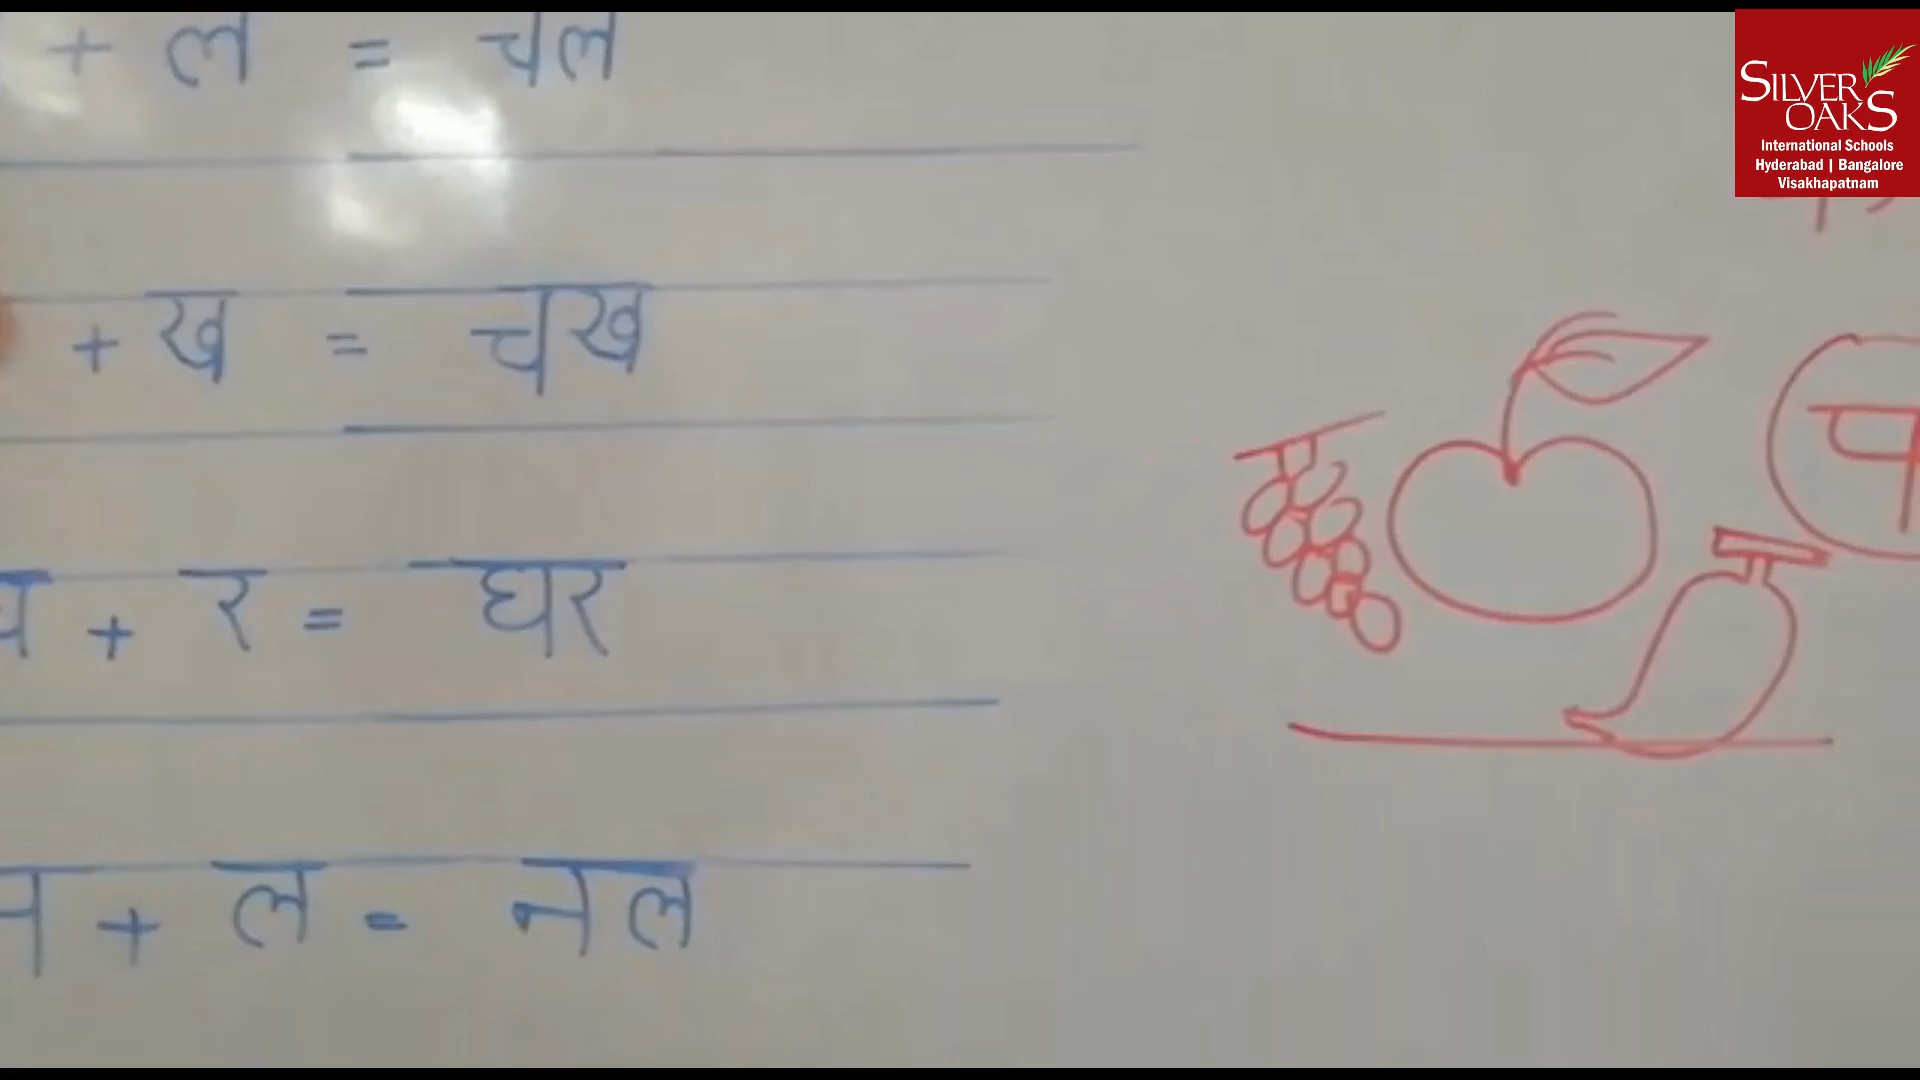 + ल = चल
+ ख = चख
+ र = घर
न + ल = नल
प
SILVER OAKS
International Schools
Hyderabad | Bangalore
Visakhapatnam